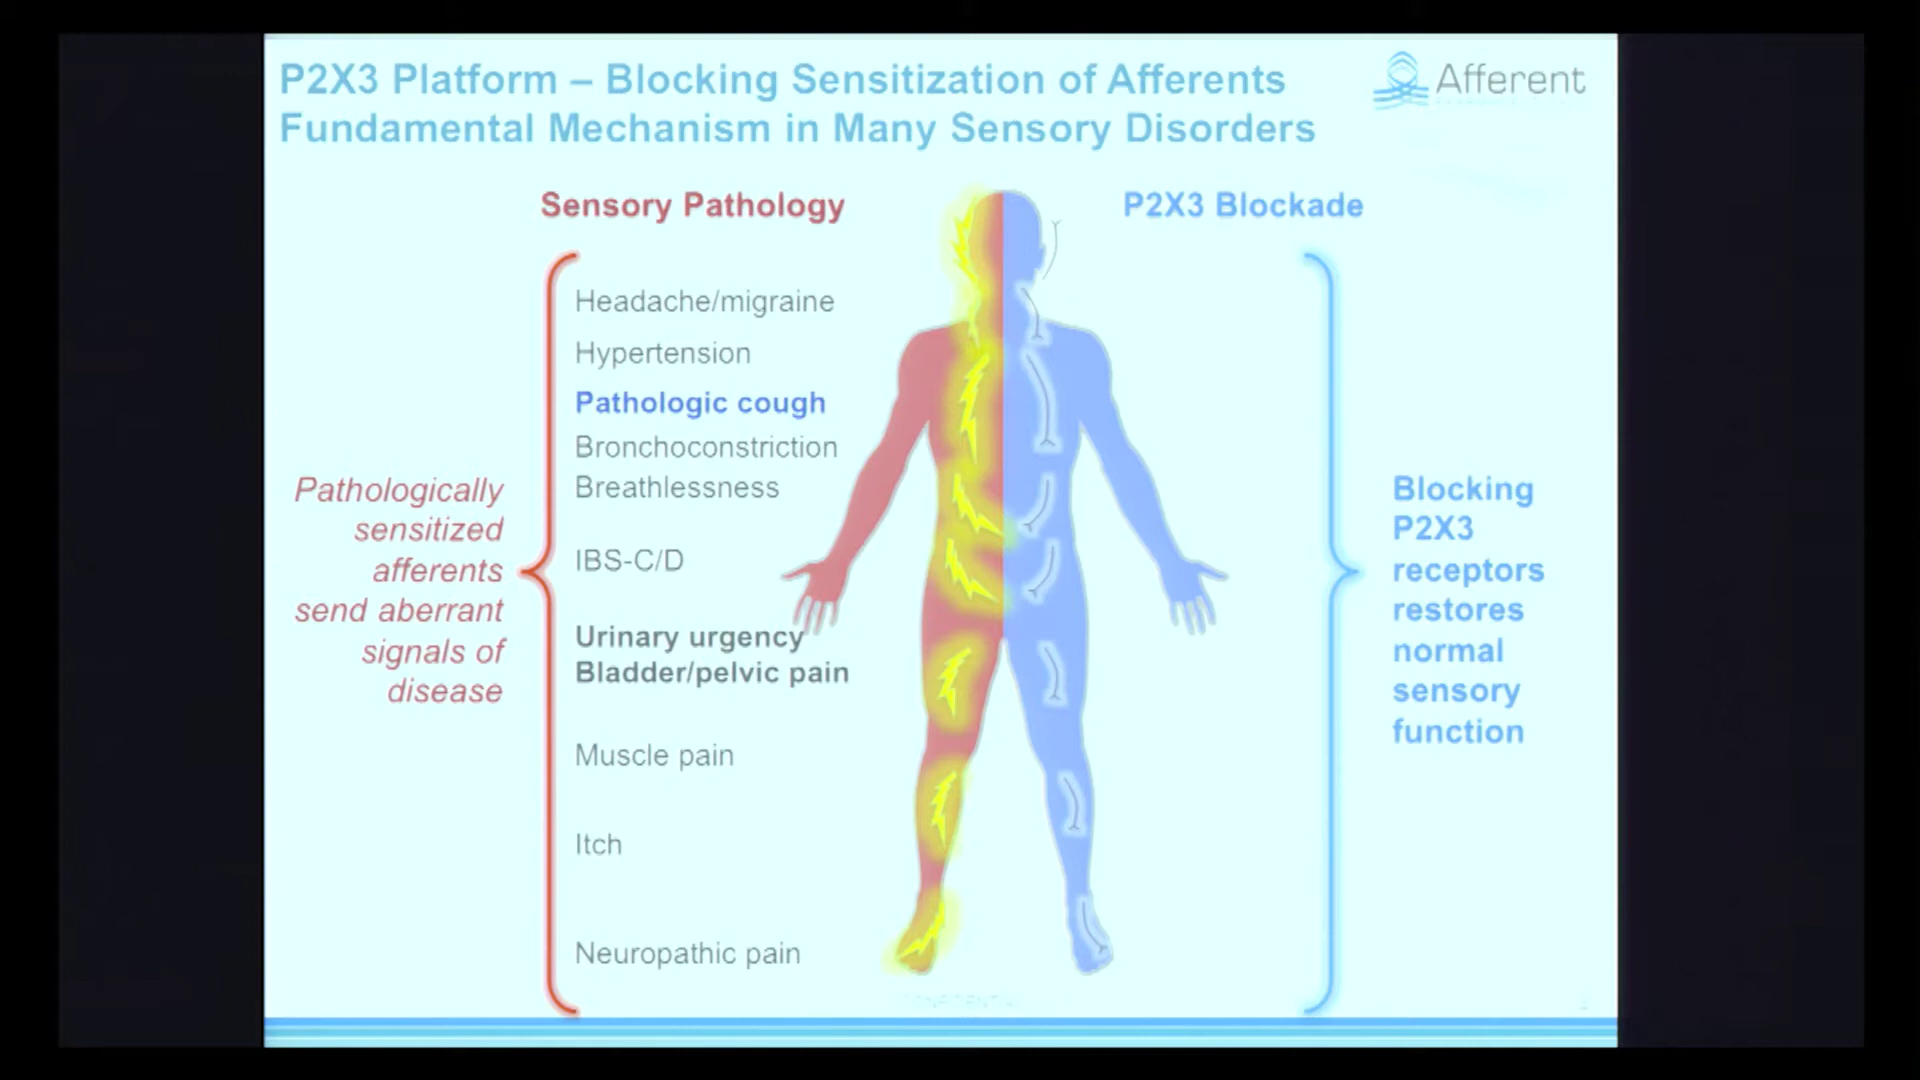 P2X3 Platform – Blocking Sensitization of Afferents
Fundamental Mechanism in Many Sensory Disorders
Afferent
Sensory Pathology
P2X3 Blockade
Headache/migraine
Hypertension
Pathologic cough
Bronchoconstriction
Breathlessness
IBS-C/D
Urinary urgency
Bladder/pelvic pain
Muscle pain
Itch
Neuropathic pain
Pathologically
sensitized
afferents
send aberrant
signals of
disease
Blocking
P2X3
receptors
restores
normal
sensory
function